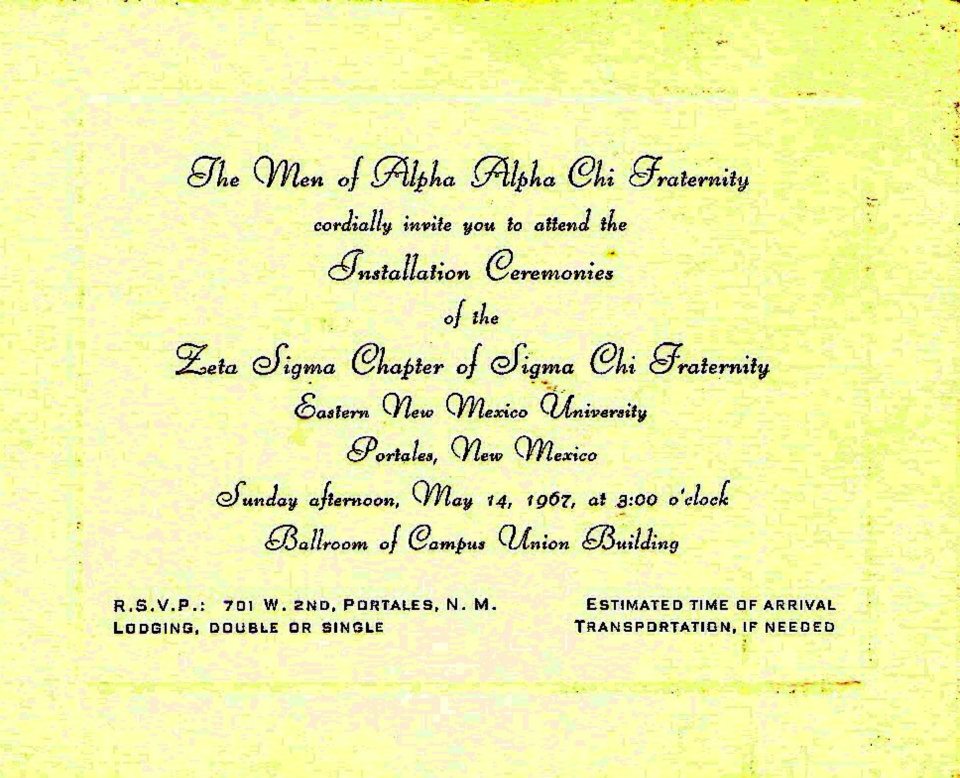 The Men of Alpha Alpha Chi Fraternity
cordially invite you to attend the
Installation Ceremonies
of the
Zeta Sigma Chapter of Sigma Chi Fraternity
Eastern New Mexico University
Portales, New Mexico
Sunday afternoon, May 14, 1967, at 3:00 o'clock
Ballroom of Campus Union Building
R.S.V.P.: 701 W. 2ND, PORTALES, N. M.
LODGING, DOUBLE OR SINGLE
ESTIMATED TIME OF ARRIVAL
TRANSPORTATION, IF NEEDED